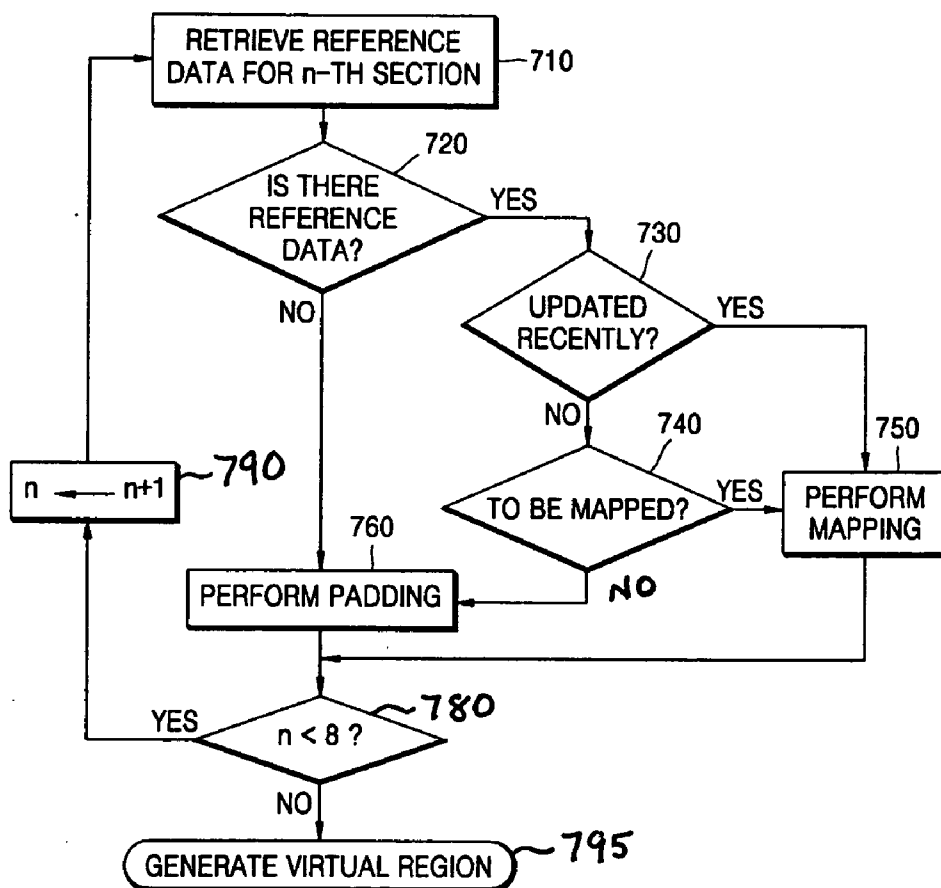 RETRIEVE REFERENCE
DATA FOR n-TH SECTION
710
720
IS THERE
REFERENCE
DATA?
YES
NO
730
UPDATED
RECENTLY?
YES
NO
740
TO BE MAPPED?
YES
NO
750
PERFORM
MAPPING
760
PERFORM PADDING
790
n ← n+1
780
n < 8 ?
YES
NO
GENERATE VIRTUAL REGION
795